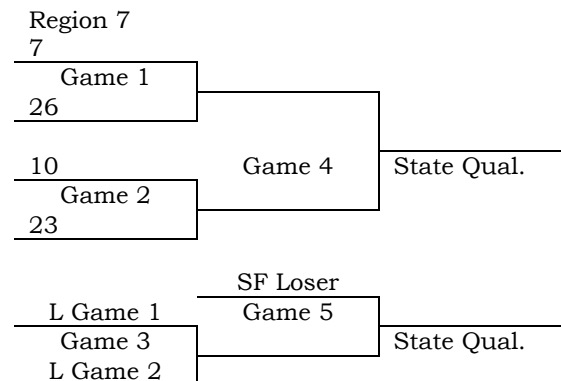 Region 7
7
Game 1
26
10
Game 4
State Qual.
Game 2
23
SF Loser
L Game 1
Game 5
Game 3
State Qual.
L Game 2